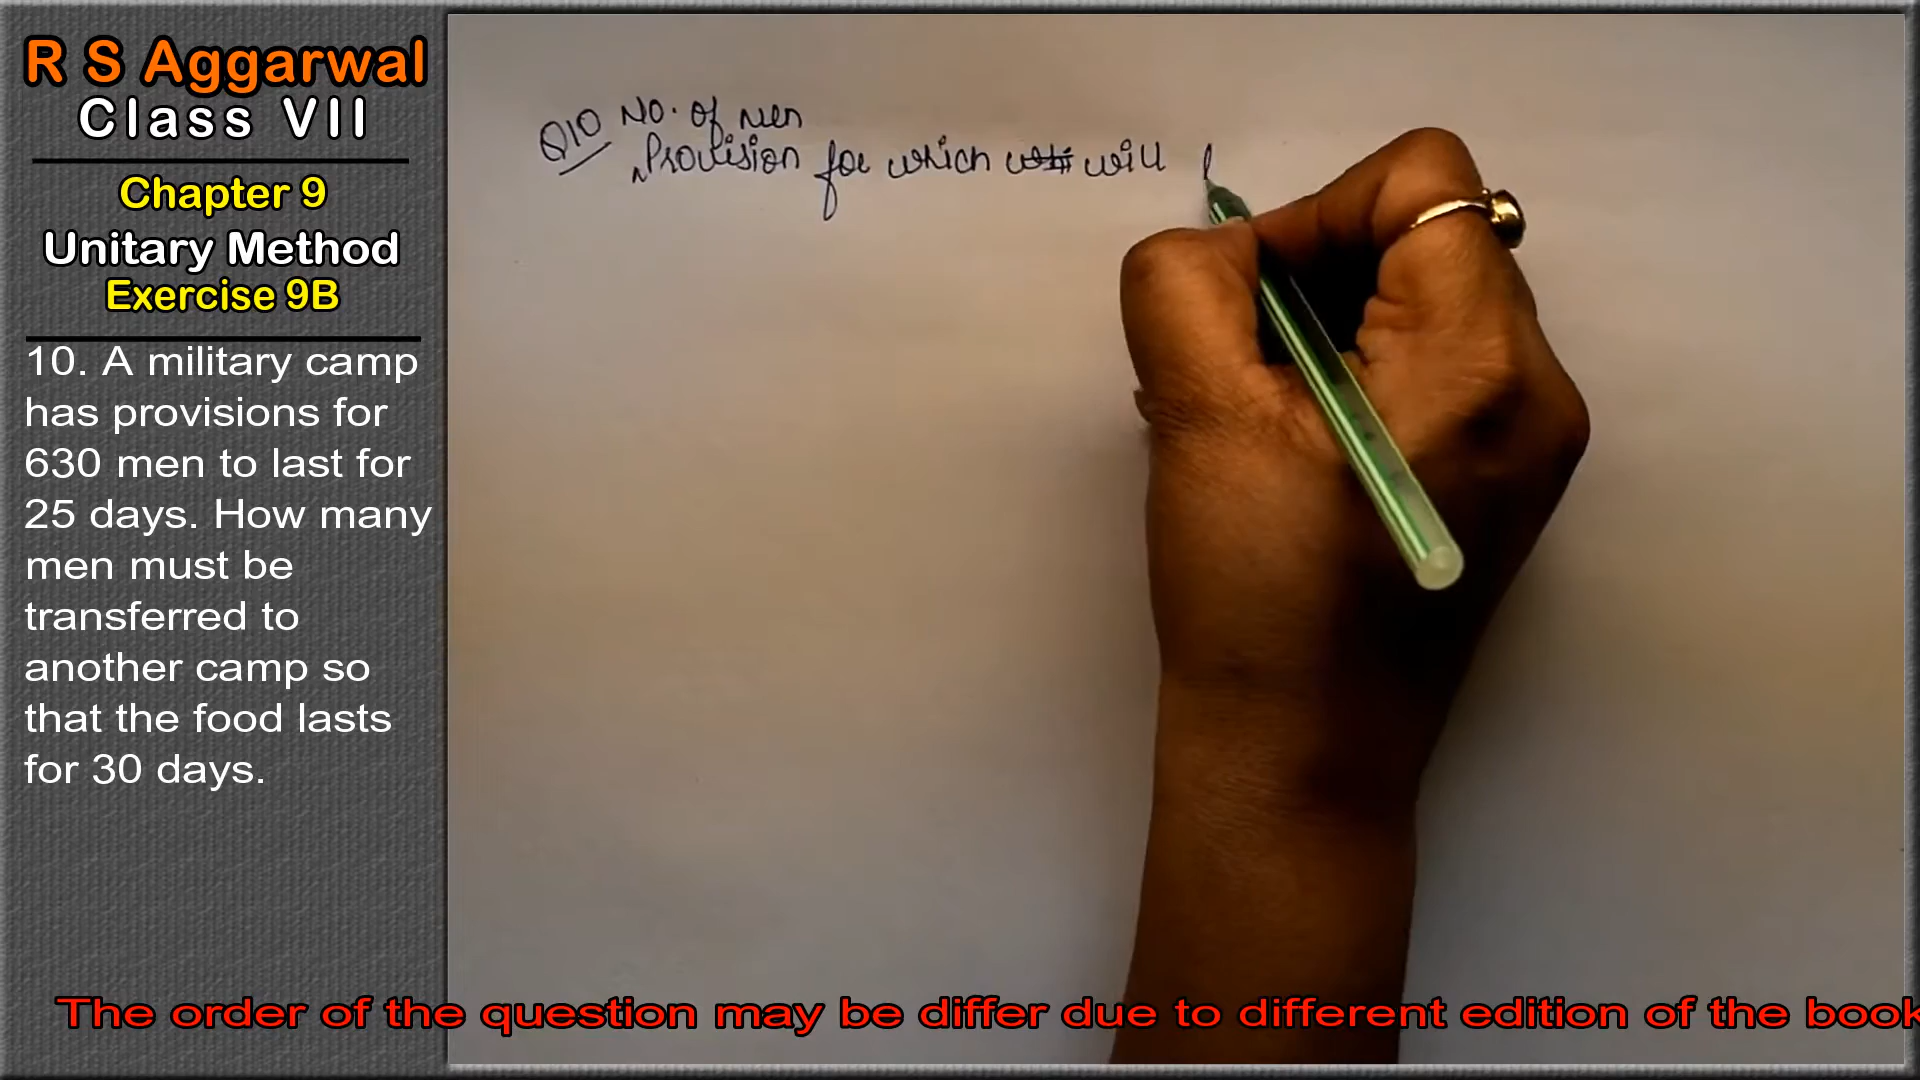 R S Aggarwal
Class VII
Chapter 9
Unitary Method
Exercise 9B
10. A military camp
has provisions for
630 men to last for
25 days. How many
men must be
transferred to
another camp so
that the food lasts
for 30 days.
Q10 No. of men
Provision for which will
The order of the question may be differ due to different edition of the book